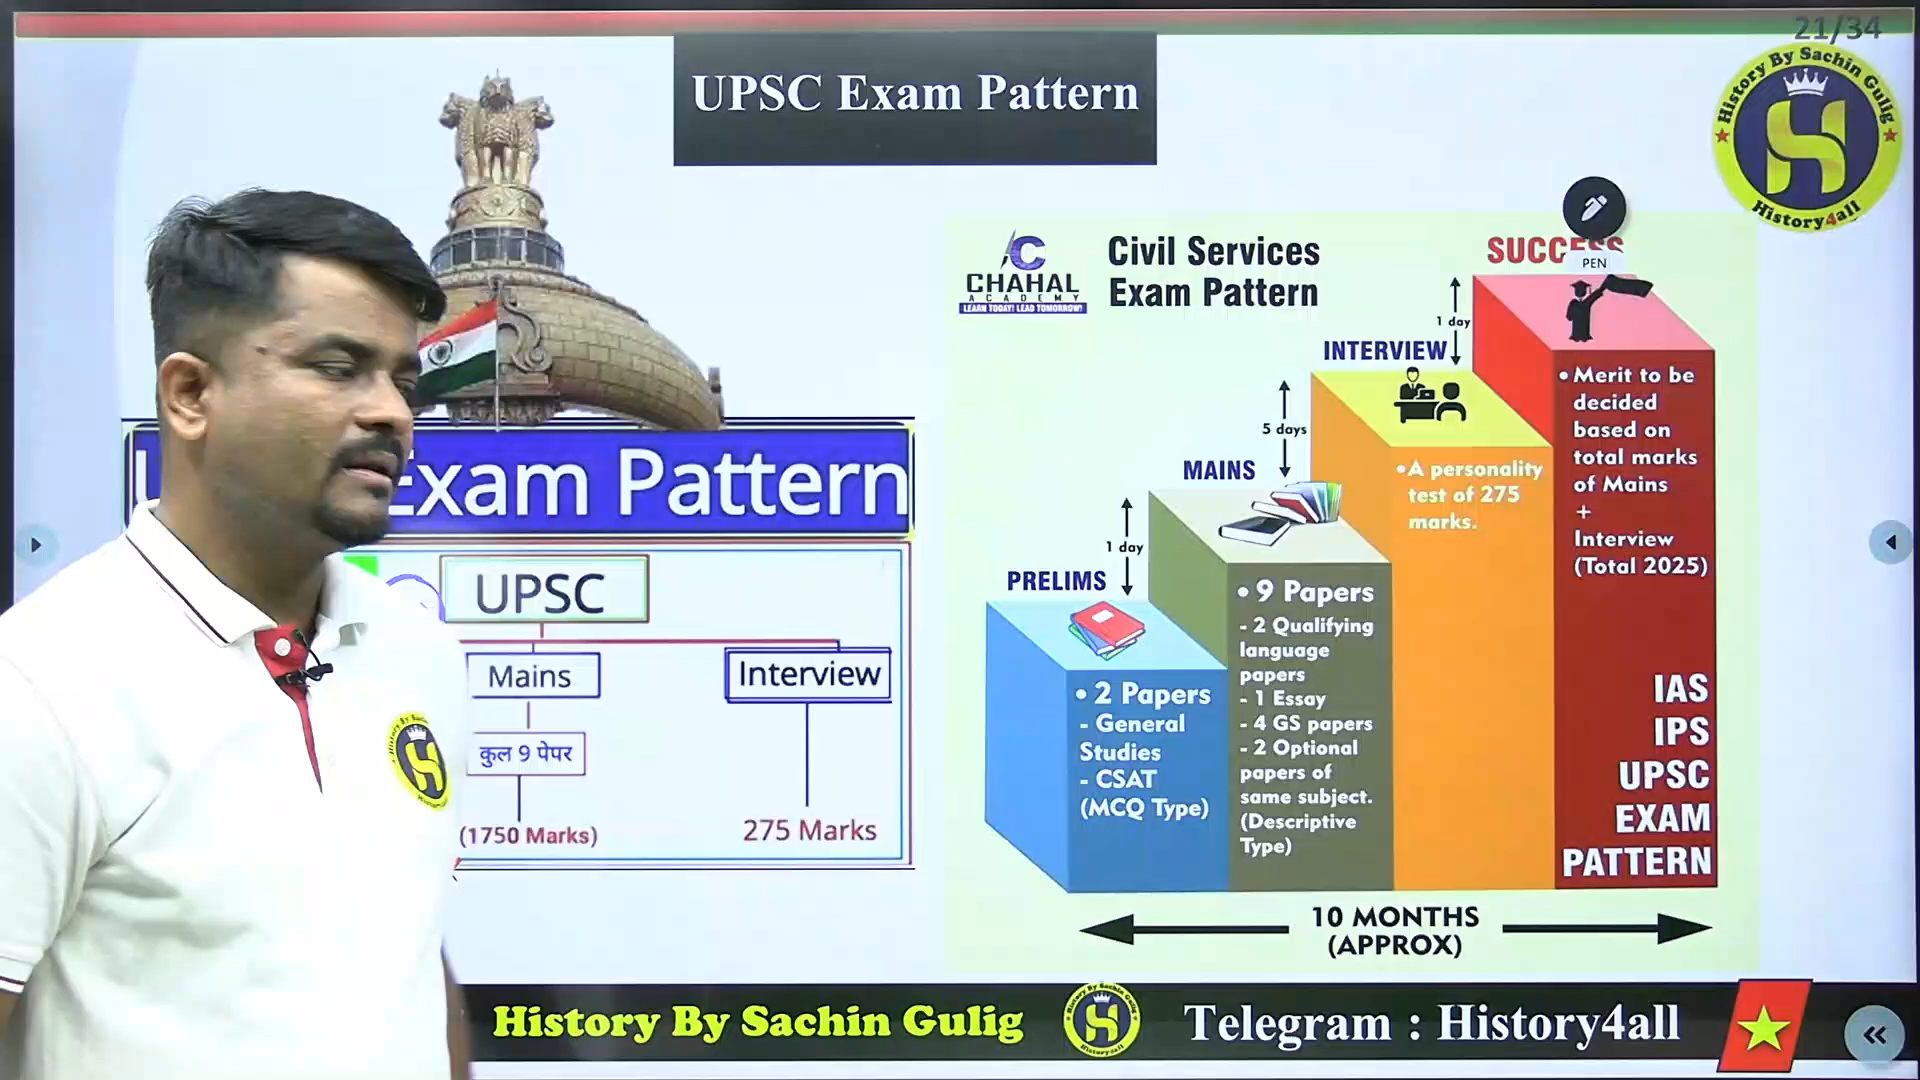 21/34
UPSC Exam Pattern
History By Sachin Gulig
History4all
CHAHAL
ACADEMY
LEARN TODAY! LEAD TOMORROW!
Civil Services
Exam Pattern
SUCCESS
PEN
1 day
INTERVIEW
5 days
MAINS
1 day
PRELIMS
• Merit to be
decided
based on
total marks
of Mains
+
Interview
(Total 2025)
•A personality
test of 275
marks.
• 9 Papers
- 2 Qualifying
language
papers
- 1 Essay
- 4 GS papers
- 2 Optional
papers of
same subject.
(Descriptive
Type)
• 2 Papers
- General
Studies
- CSAT
(MCQ Type)
IAS
IPS
UPSC
EXAM
PATTERN
10 MONTHS
(APPROX)
Exam Pattern
UPSC
Mains
Interview
कुल 9 पेपर
(1750 Marks)
275 Marks
History By Sachin Gulig
Telegram : History4all